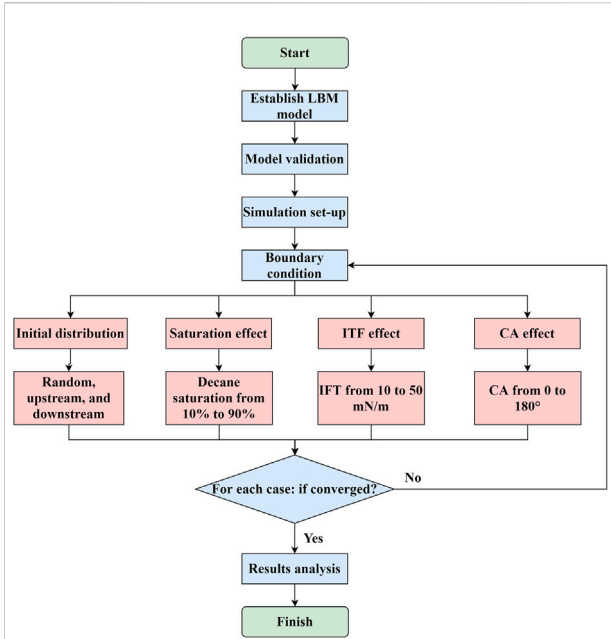 Start
Establish LBM
model
Model validation
Simulation set-up
Boundary
condition
Initial distribution
Saturation effect
ITF effect
CA effect
Random,
upstream, and
downstream
Decane
saturation from
10% to 90%
IFT from 10 to 50
mN/m
CA from 0 to
180°
For each case: if converged?
No
Yes
Results analysis
Finish